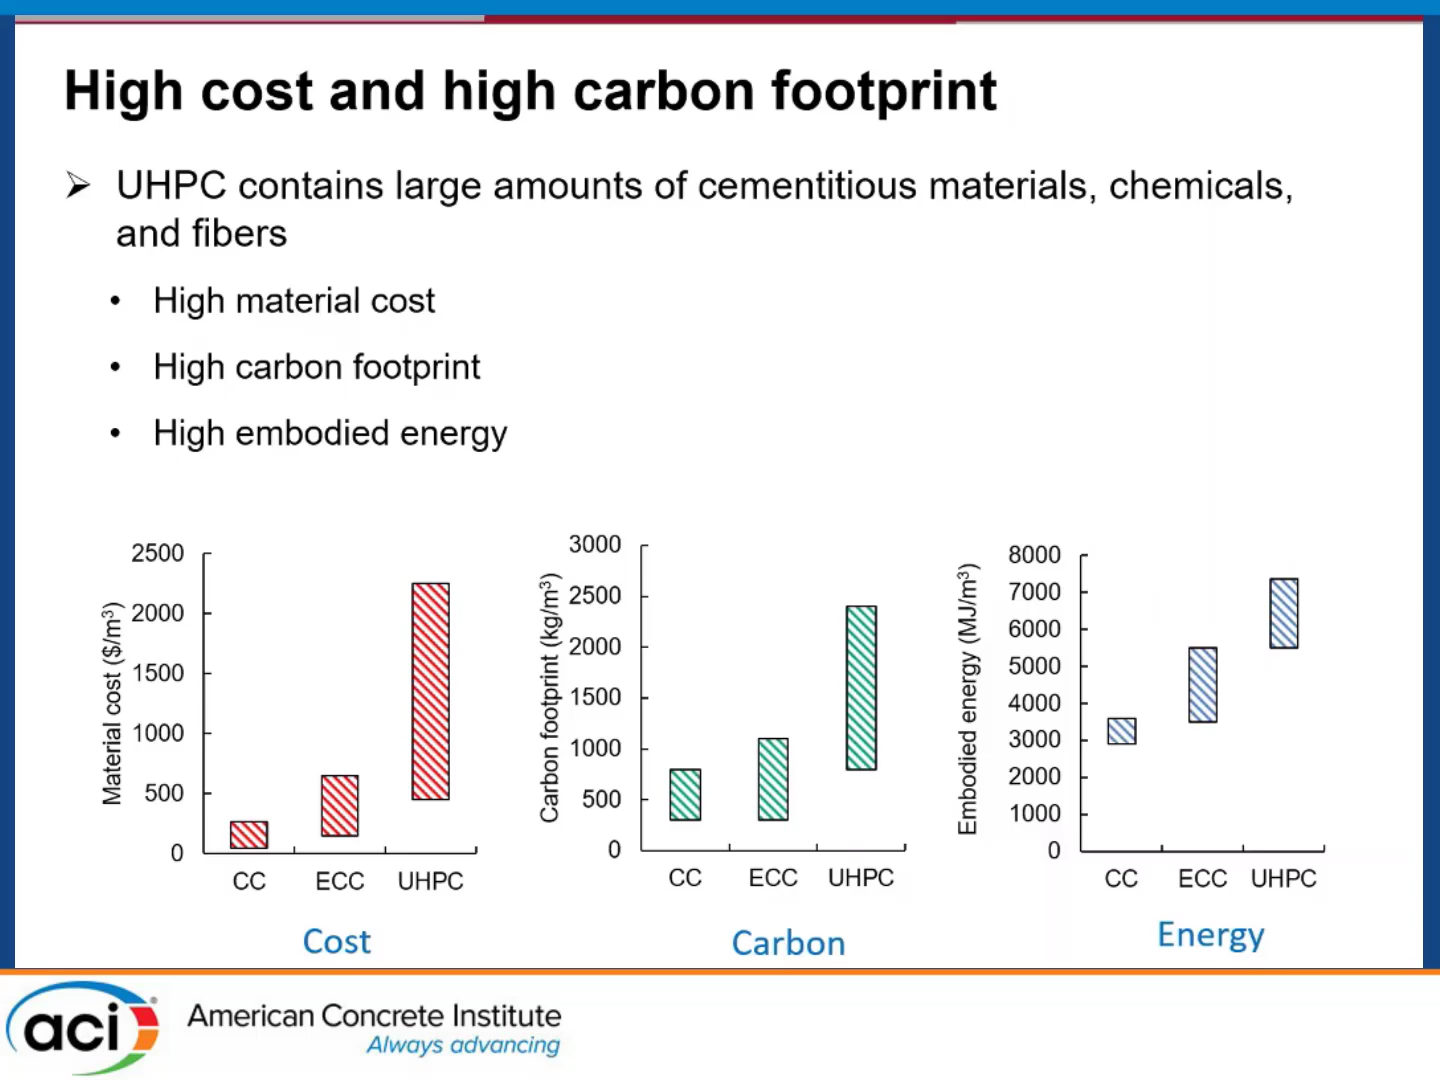 High cost and high carbon footprint
➢ UHPC contains large amounts of cementitious materials, chemicals,
and fibers
• High material cost
• High carbon footprint
• High embodied energy
Material cost ($/m³)
2500
2000
1500
1000
500
0
CC ECC UHPC
Cost
Carbon footprint (kg/m³)
3000
2500
2000
1500
1000
500
0
CC ECC UHPC
Carbon
Embodied energy (MJ/m³)
8000
7000
6000
5000
4000
3000
2000
1000
0
CC ECC UHPC
Energy
aci®
American Concrete Institute
Always advancing